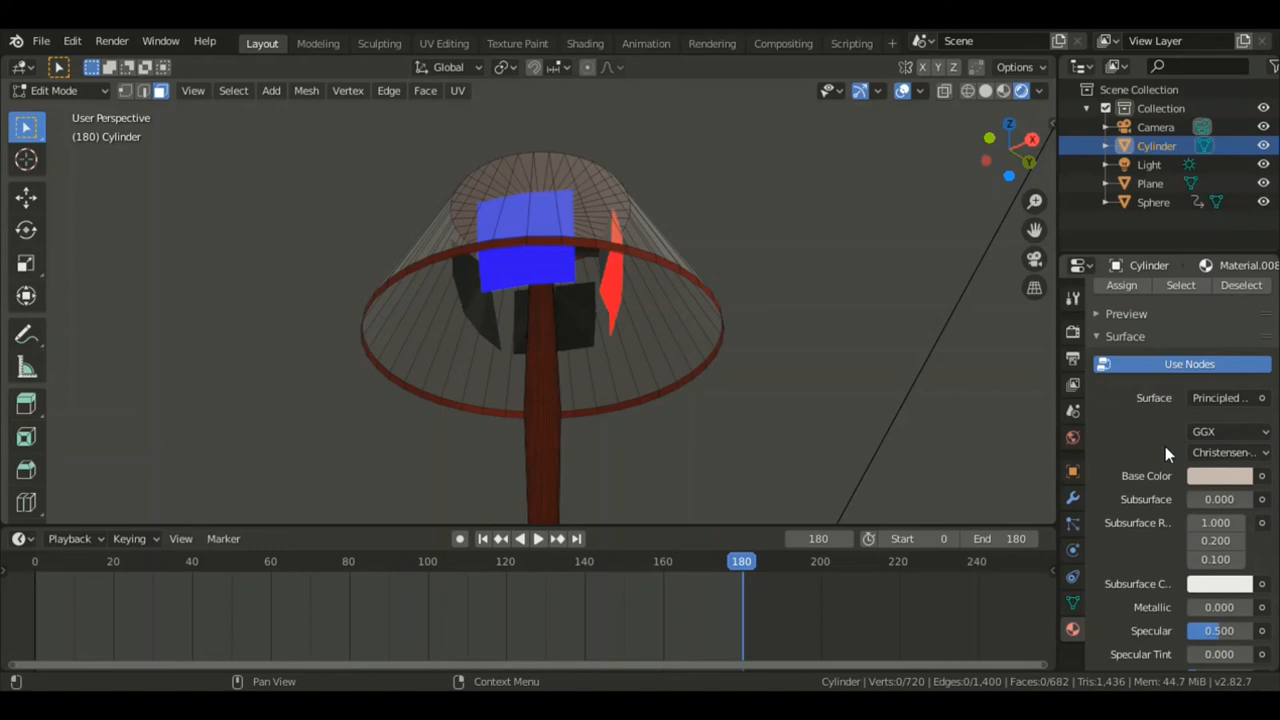 File Edit Render Window Help Layout Modeling Sculpting UV Editing Texture Paint Shading Animation Rendering Compositing Scripting + Scene View Layer
Global X Y Z Options
Edit Mode View Select Add Mesh Vertex Edge Face UV
User Perspective
(180) Cylinder
Z
X
Y
Scene Collection
Collection
Camera
Cylinder
Light
Plane
Sphere
Cylinder Material.008
Assign Select Deselect
Preview
Surface
Use Nodes
Surface Principled ..
GGX
Christensen-..
Base Color
Subsurface 0.000
Subsurface R.. 1.000
0.200
0.100
Subsurface C..
Metallic 0.000
Specular 0.500
Specular Tint 0.000
Playback Keying View Marker 180 Start 0 End 180
0 20 40 60 80 100 120 140 160 180 200 220 240
Pan View Context Menu Cylinder | Verts:0/720 | Edges:0/1,400 | Faces:0/682 | Tris:1,436 | Mem: 44.7 MiB | v2.82.7